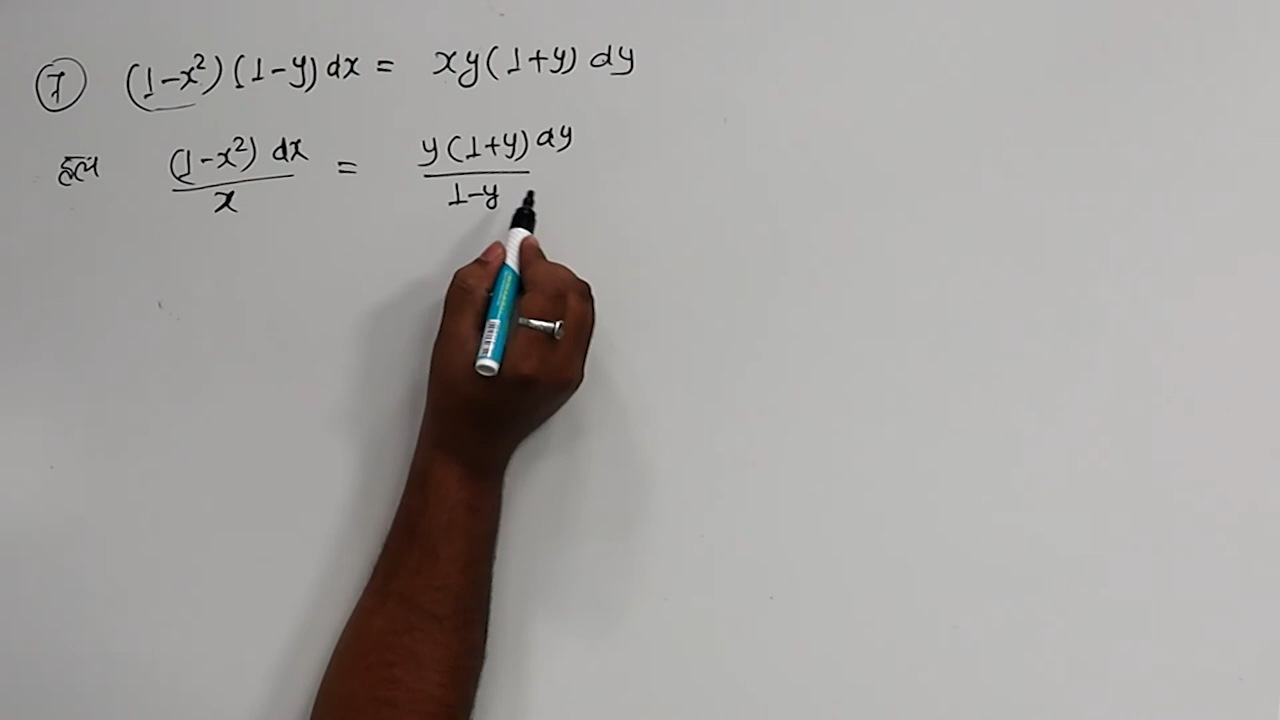 7 (1-x²)(1-y) dx = xy(1+y) dy
हल (1-x²) dx / x = y(1+y) dy / 1-y